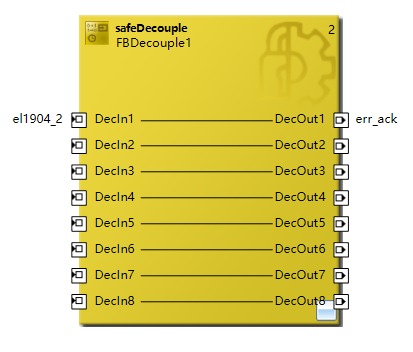 safeDecouple 2
FBDecouple1
el1904_2 DecIn1 DecOut1 err_ack
DecIn2 DecOut2
DecIn3 DecOut3
DecIn4 DecOut4
DecIn5 DecOut5
DecIn6 DecOut6
DecIn7 DecOut7
DecIn8 DecOut8